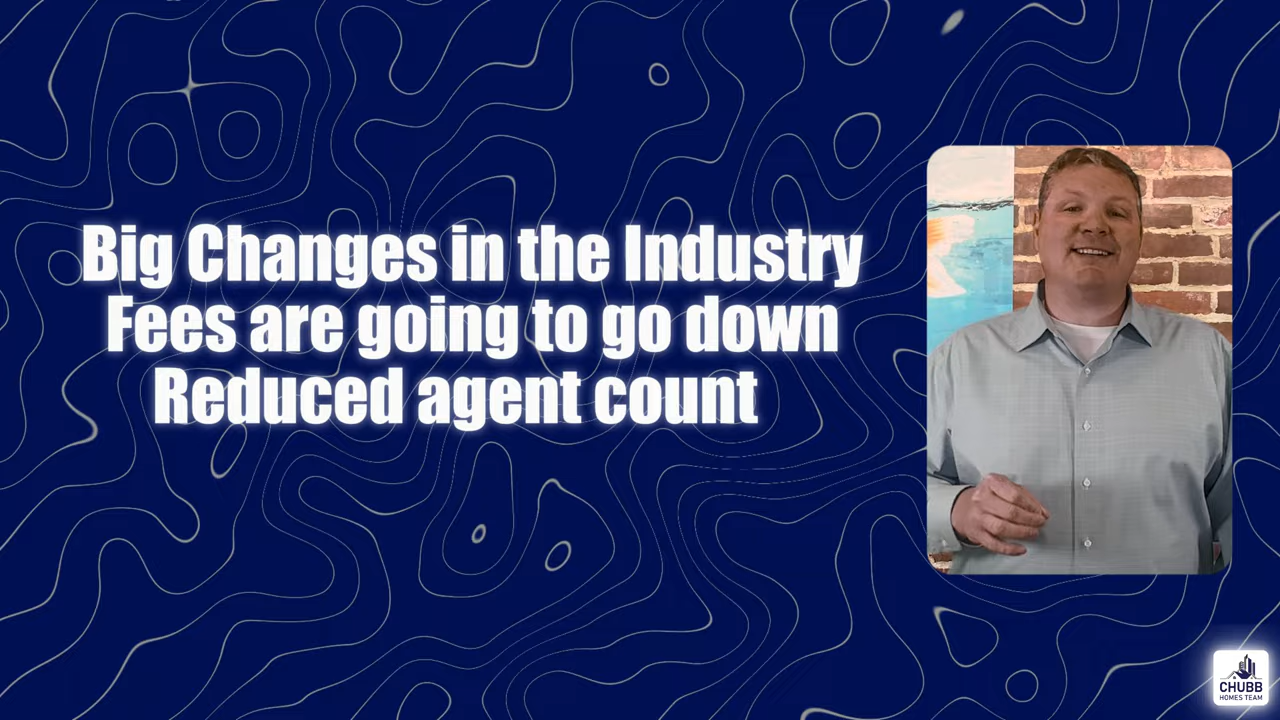 Big Changes in the Industry
Fees are going to go down
Reduced agent count
CHUBB
HOMES TEAM